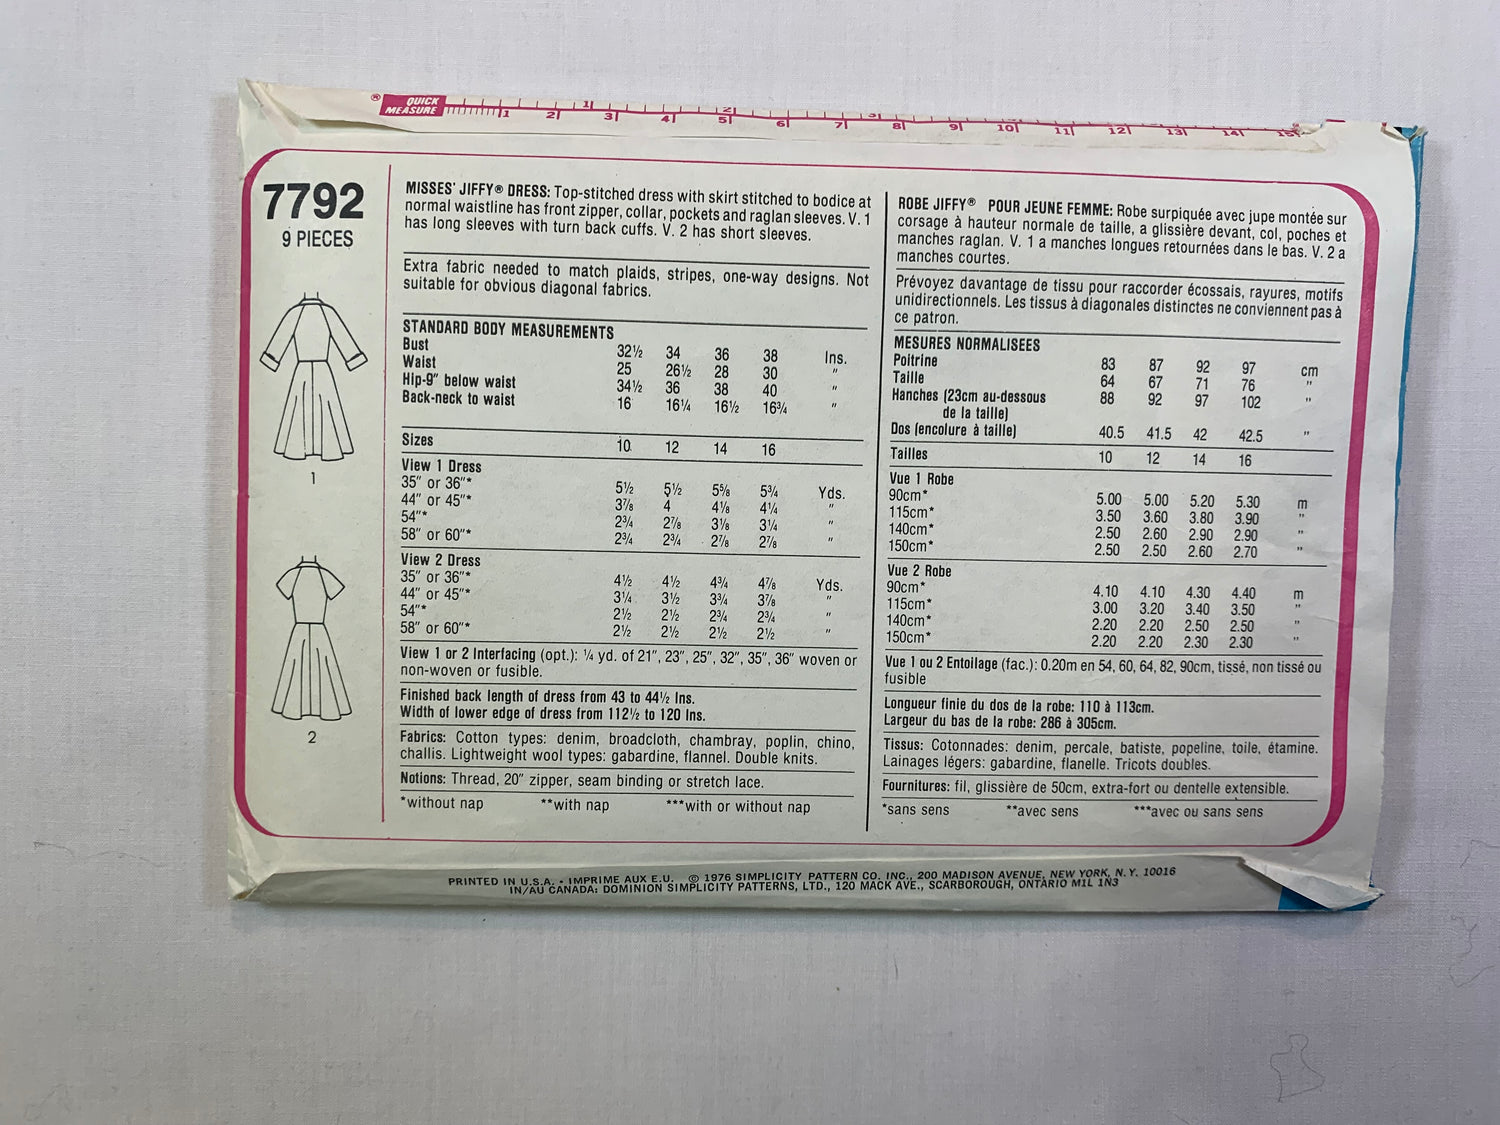 ® QUICK
MEASURE
1 2 3
1 2 3 4 5 6 7 8 9 10 11 12 13 14 15
7792
9 PIECES
1
2
MISSES' JIFFY® DRESS: Top-stitched dress with skirt stitched to bodice at
normal waistline has front zipper, collar, pockets and raglan sleeves. V. 1
has long sleeves with turn back cuffs. V. 2 has short sleeves.
Extra fabric needed to match plaids, stripes, one-way designs. Not
suitable for obvious diagonal fabrics.
STANDARD BODY MEASUREMENTS
Bust 32½ 34 36 38 Ins.
Waist 25 26½ 28 30 "
Hip-9" below waist 34½ 36 38 40 "
Back-neck to waist 16 16¼ 16½ 16¾ "
Sizes 10 12 14 16
View 1 Dress
35" or 36"* 5½ 5½ 5⅝ 5¾ Yds.
44" or 45"* 3⅞ 4 4⅛ 4¼ "
54"* 2¾ 2⅞ 3⅛ 3¼ "
58" or 60"* 2¾ 2¾ 2⅞ 2⅞ "
View 2 Dress
35" or 36"* 4½ 4½ 4¾ 4⅞ Yds.
44" or 45"* 3¼ 3½ 3¾ 3⅞ "
54"* 2½ 2½ 2¾ 2¾ "
58" or 60"* 2½ 2½ 2½ 2½ "
View 1 or 2 Interfacing (opt.): ¼ yd. of 21", 23", 25", 32", 35", 36" woven or
non-woven or fusible.
Finished back length of dress from 43 to 44½ Ins.
Width of lower edge of dress from 112½ to 120 Ins.
Fabrics: Cotton types: denim, broadcloth, chambray, poplin, chino,
challis. Lightweight wool types: gabardine, flannel. Double knits.
Notions: Thread, 20" zipper, seam binding or stretch lace.
*without nap **with nap ***with or without nap
ROBE JIFFY® POUR JEUNE FEMME: Robe surpiquée avec jupe montée sur
corsage à hauteur normale de taille, a glissière devant, col, poches et
manches raglan. V. 1 a manches longues retournées dans le bas. V. 2 a
manches courtes.
Prévoyez davantage de tissu pour raccorder écossais, rayures, motifs
unidirectionnels. Les tissus à diagonales distinctes ne conviennent pas à
ce patron.
MESURES NORMALISEES
Poitrine 83 87 92 97 cm
Taille 64 67 71 76 "
Hanches (23cm au-dessous 88 92 97 102 "
de la taille)
Dos (encolure à taille) 40.5 41.5 42 42.5 "
Tailles 10 12 14 16
Vue 1 Robe
90cm* 5.00 5.00 5.20 5.30 m
115cm* 3.50 3.60 3.80 3.90 "
140cm* 2.50 2.60 2.90 2.90 "
150cm* 2.50 2.50 2.60 2.70 "
Vue 2 Robe
90cm* 4.10 4.10 4.30 4.40 m
115cm* 3.00 3.20 3.40 3.50 "
140cm* 2.20 2.20 2.50 2.50 "
150cm* 2.20 2.20 2.30 2.30 "
Vue 1 ou 2 Entoilage (fac.): 0.20m en 54, 60, 64, 82, 90cm, tissé, non tissé ou
fusible
Longueur finie du dos de la robe: 110 à 113cm.
Largeur du bas de la robe: 286 à 305cm.
Tissus: Cotonnades: denim, percale, batiste, popeline, toile, étamine.
Lainages légers: gabardine, flanelle. Tricots doubles.
Fournitures: fil, glissière de 50cm, extra-fort ou dentelle extensible.
*sans sens **avec sens ***avec ou sans sens
PRINTED IN U.S.A. - IMPRIME AUX E.U. © 1976 SIMPLICITY PATTERN CO. INC., 200 MADISON AVENUE, NEW YORK, N.Y. 10016
IN/AU CANADA: DOMINION SIMPLICITY PATTERNS, LTD., 120 MACK AVE., SCARBOROUGH, ONTARIO M1L 1N3